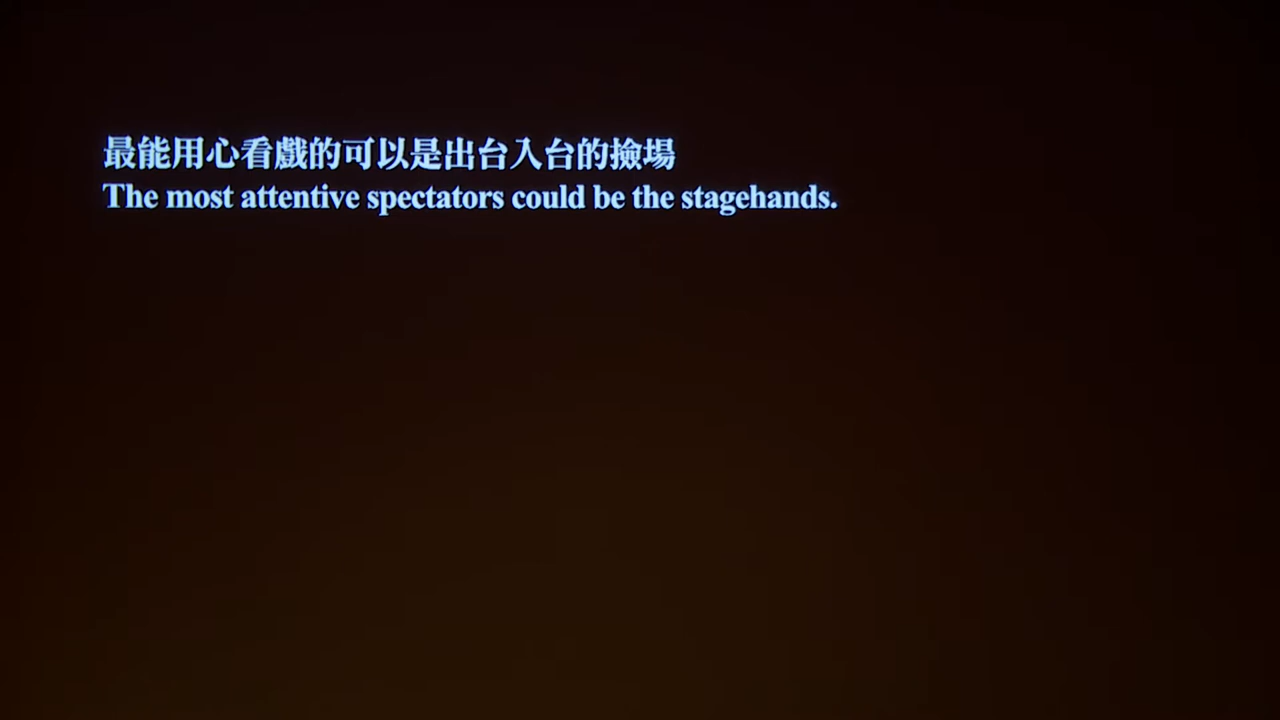 最能用心看戲的可以是出台入台的撿場
The most attentive spectators could be the stagehands.